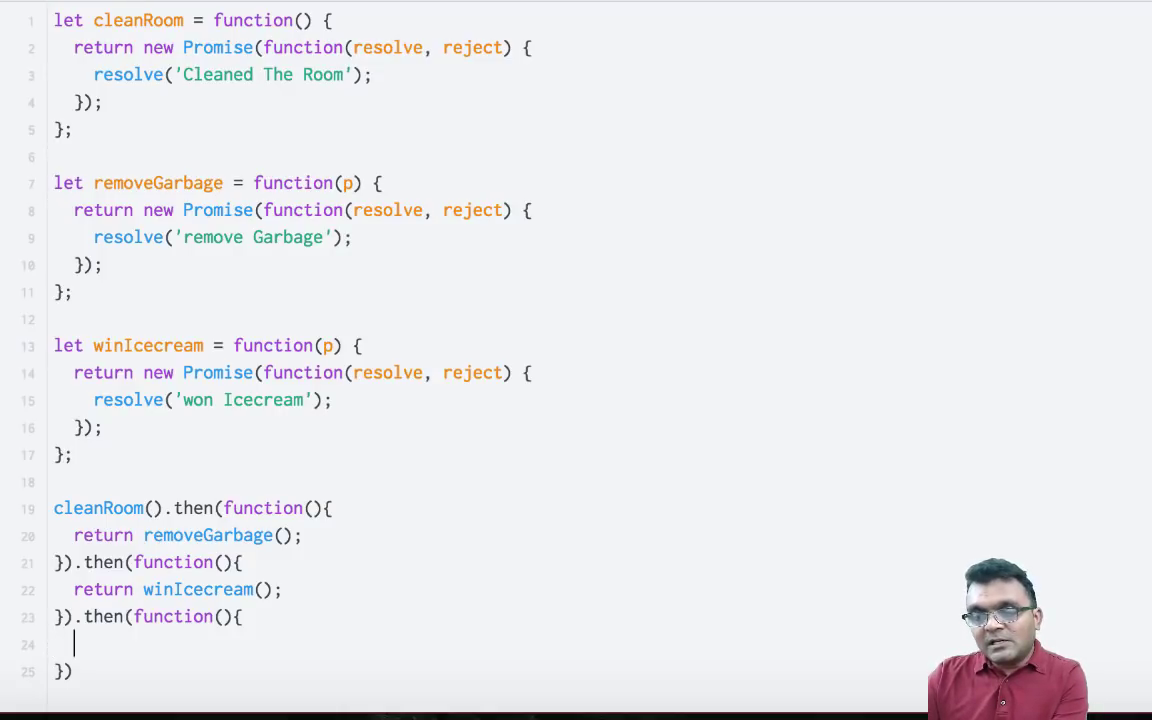 1 let cleanRoom = function() {
2 return new Promise(function(resolve, reject) {
3 resolve('Cleaned The Room');
4 });
5 };
6
7 let removeGarbage = function(p) {
8 return new Promise(function(resolve, reject) {
9 resolve('remove Garbage');
10 });
11 };
12
13 let winIcecream = function(p) {
14 return new Promise(function(resolve, reject) {
15 resolve('won Icecream');
16 });
17 };
18
19 cleanRoom().then(function(){
20 return removeGarbage();
21 }).then(function(){
22 return winIcecream();
23 }).then(function(){
24
25 })